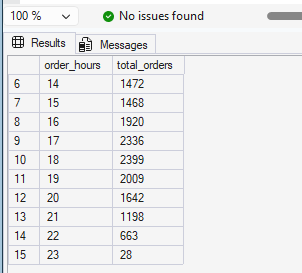 100 %
No issues found
Results Messages
order_hours total_orders
6 14 1472
7 15 1468
8 16 1920
9 17 2336
10 18 2399
11 19 2009
12 20 1642
13 21 1198
14 22 663
15 23 28